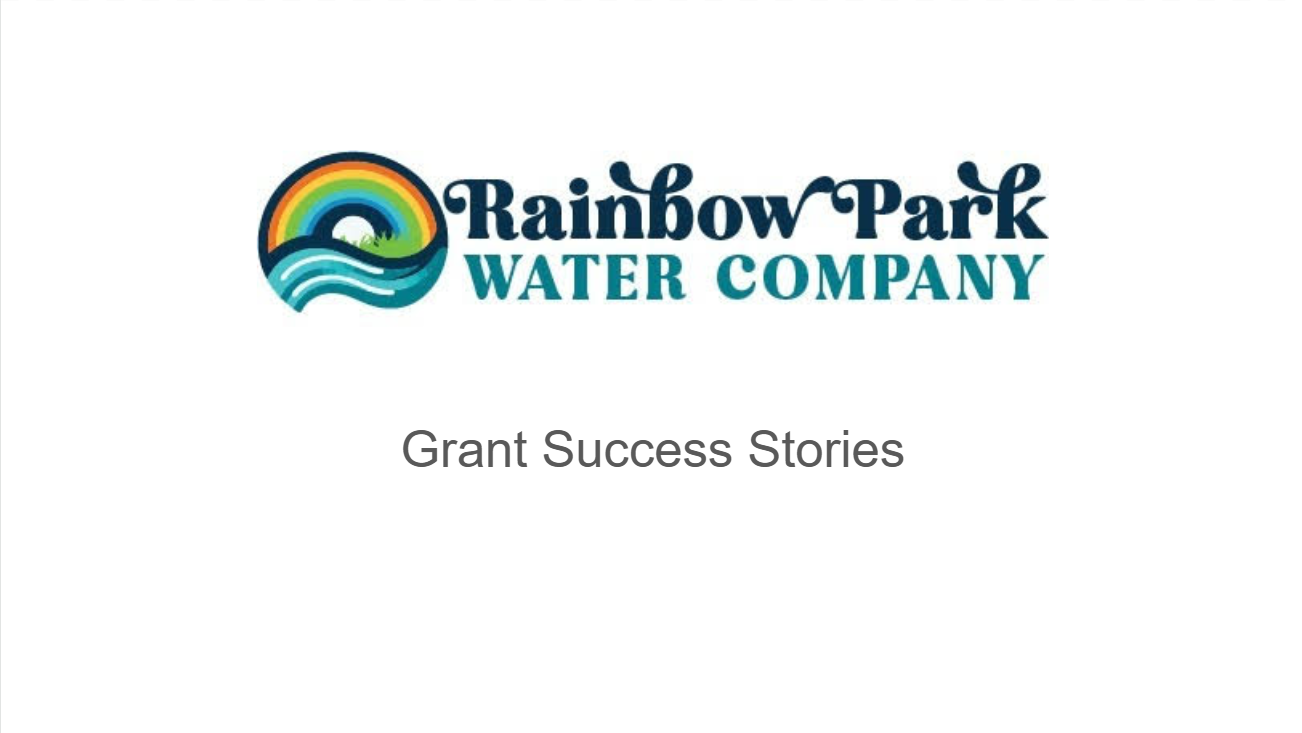 Rainbow Park
WATER COMPANY
Grant Success Stories